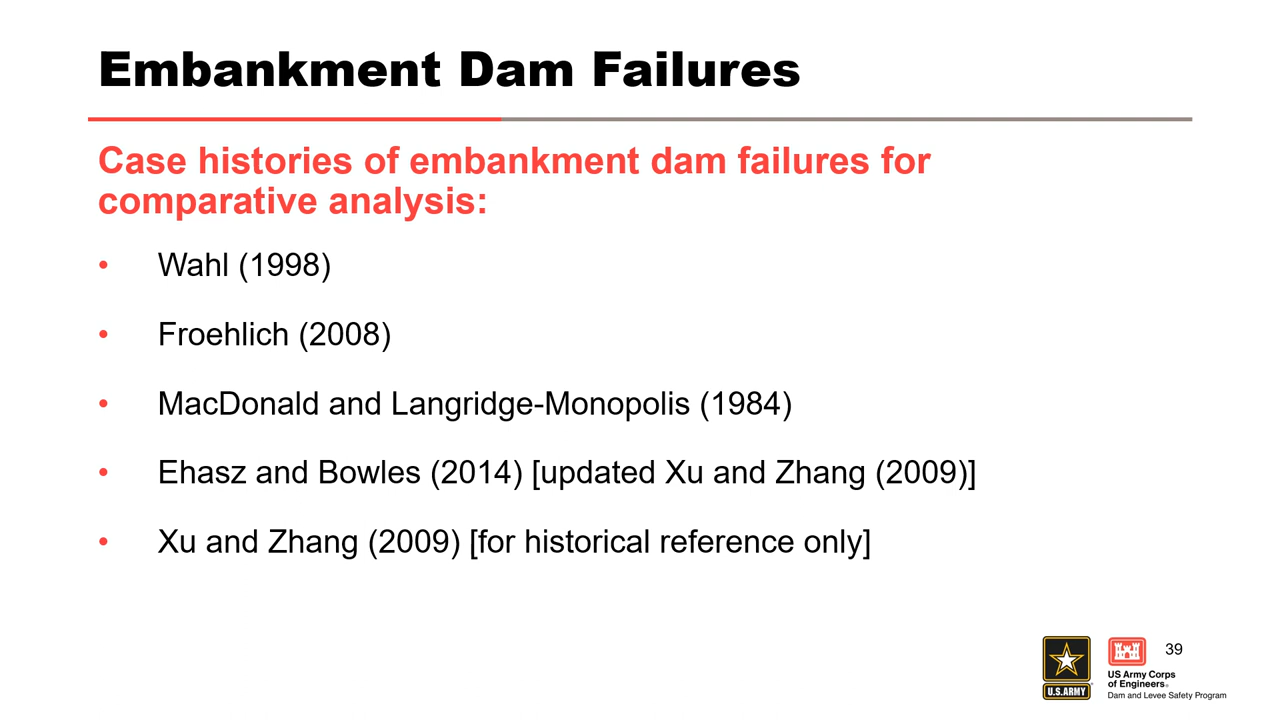 Embankment Dam Failures
Case histories of embankment dam failures for
comparative analysis:
• Wahl (1998)
• Froehlich (2008)
• MacDonald and Langridge-Monopolis (1984)
• Ehasz and Bowles (2014) [updated Xu and Zhang (2009)]
• Xu and Zhang (2009) [for historical reference only]
39
U.S.ARMY
US Army Corps
of Engineers®
Dam and Levee Safety Program